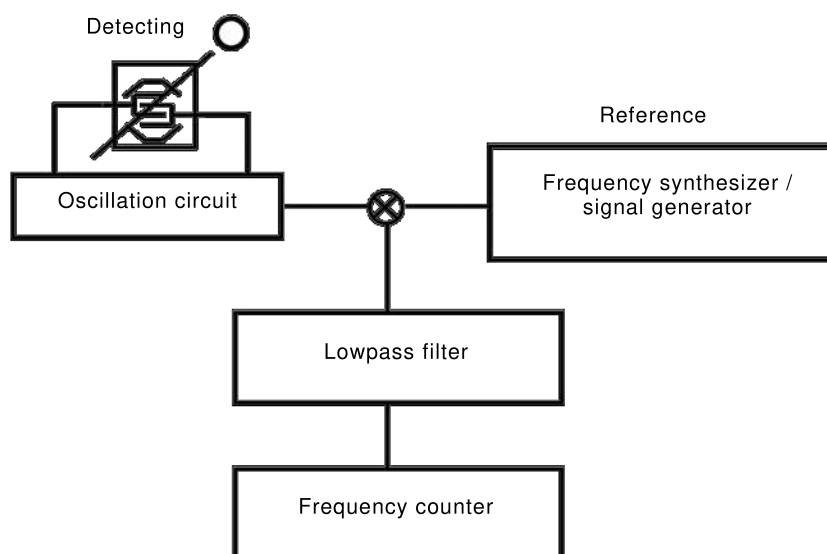 Detecting
Reference
Oscillation circuit
Frequency synthesizer /
signal generator
Lowpass filter
Frequency counter